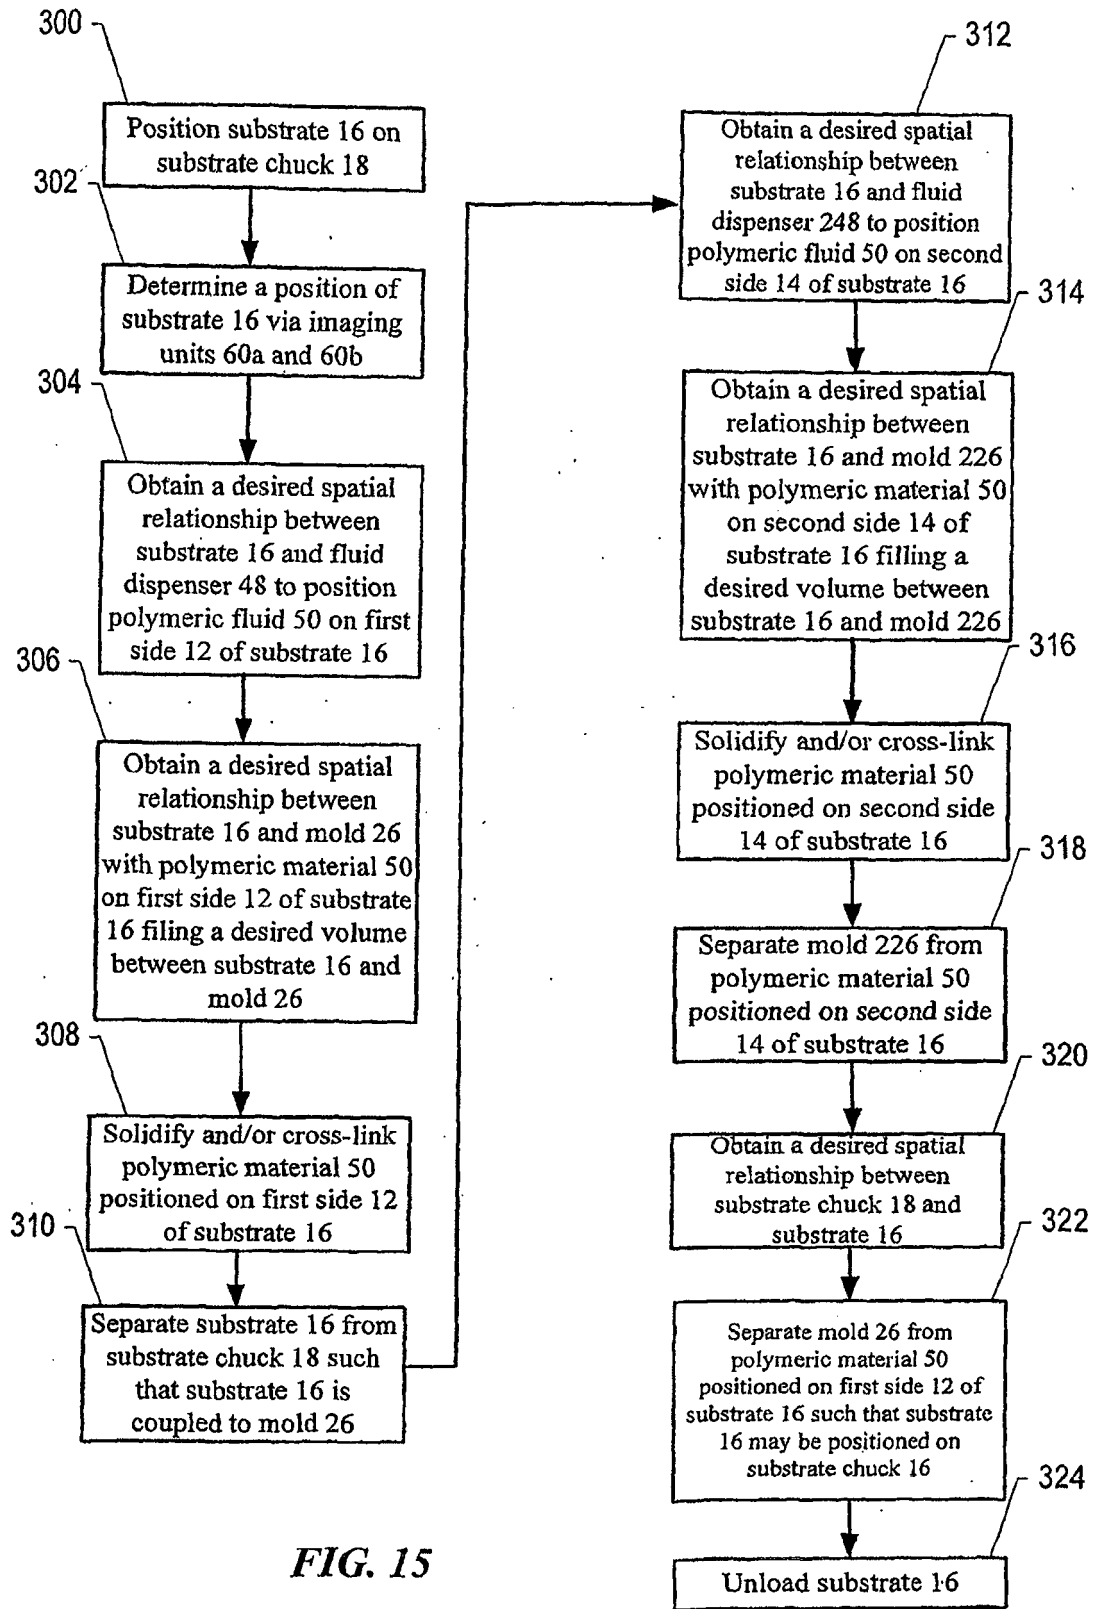 300
Position substrate 16 on
substrate chuck 18
302
Determine a position of
substrate 16 via imaging
units 60a and 60b
304
Obtain a desired spatial
relationship between
substrate 16 and fluid
dispenser 48 to position
polymeric fluid 50 on first
side 12 of substrate 16
306
Obtain a desired spatial
relationship between
substrate 16 and mold 26
with polymeric material 50
on first side 12 of substrate
16 filing a desired volume
between substrate 16 and
mold 26
308
Solidify and/or cross-link
polymeric material 50
positioned on first side 12
of substrate 16
310
Separate substrate 16 from
substrate chuck 18 such
that substrate 16 is
coupled to mold 26
312
Obtain a desired spatial
relationship between
substrate 16 and fluid
dispenser 248 to position
polymeric fluid 50 on second
side 14 of substrate 16
314
Obtain a desired spatial
relationship between
substrate 16 and mold 226
with polymeric material 50
on second side 14 of
substrate 16 filling a
desired volume between
substrate 16 and mold 226
316
Solidify and/or cross-link
polymeric material 50
positioned on second side
14 of substrate 16
318
Separate mold 226 from
polymeric material 50
positioned on second side
14 of substrate 16
320
Obtain a desired spatial
relationship between
substrate chuck 18 and
substrate 16
322
Separate mold 26 from
polymeric material 50
positioned on first side 12 of
substrate 16 such that substrate
16 may be positioned on
substrate chuck 16
324
Unload substrate 16
FIG. 15